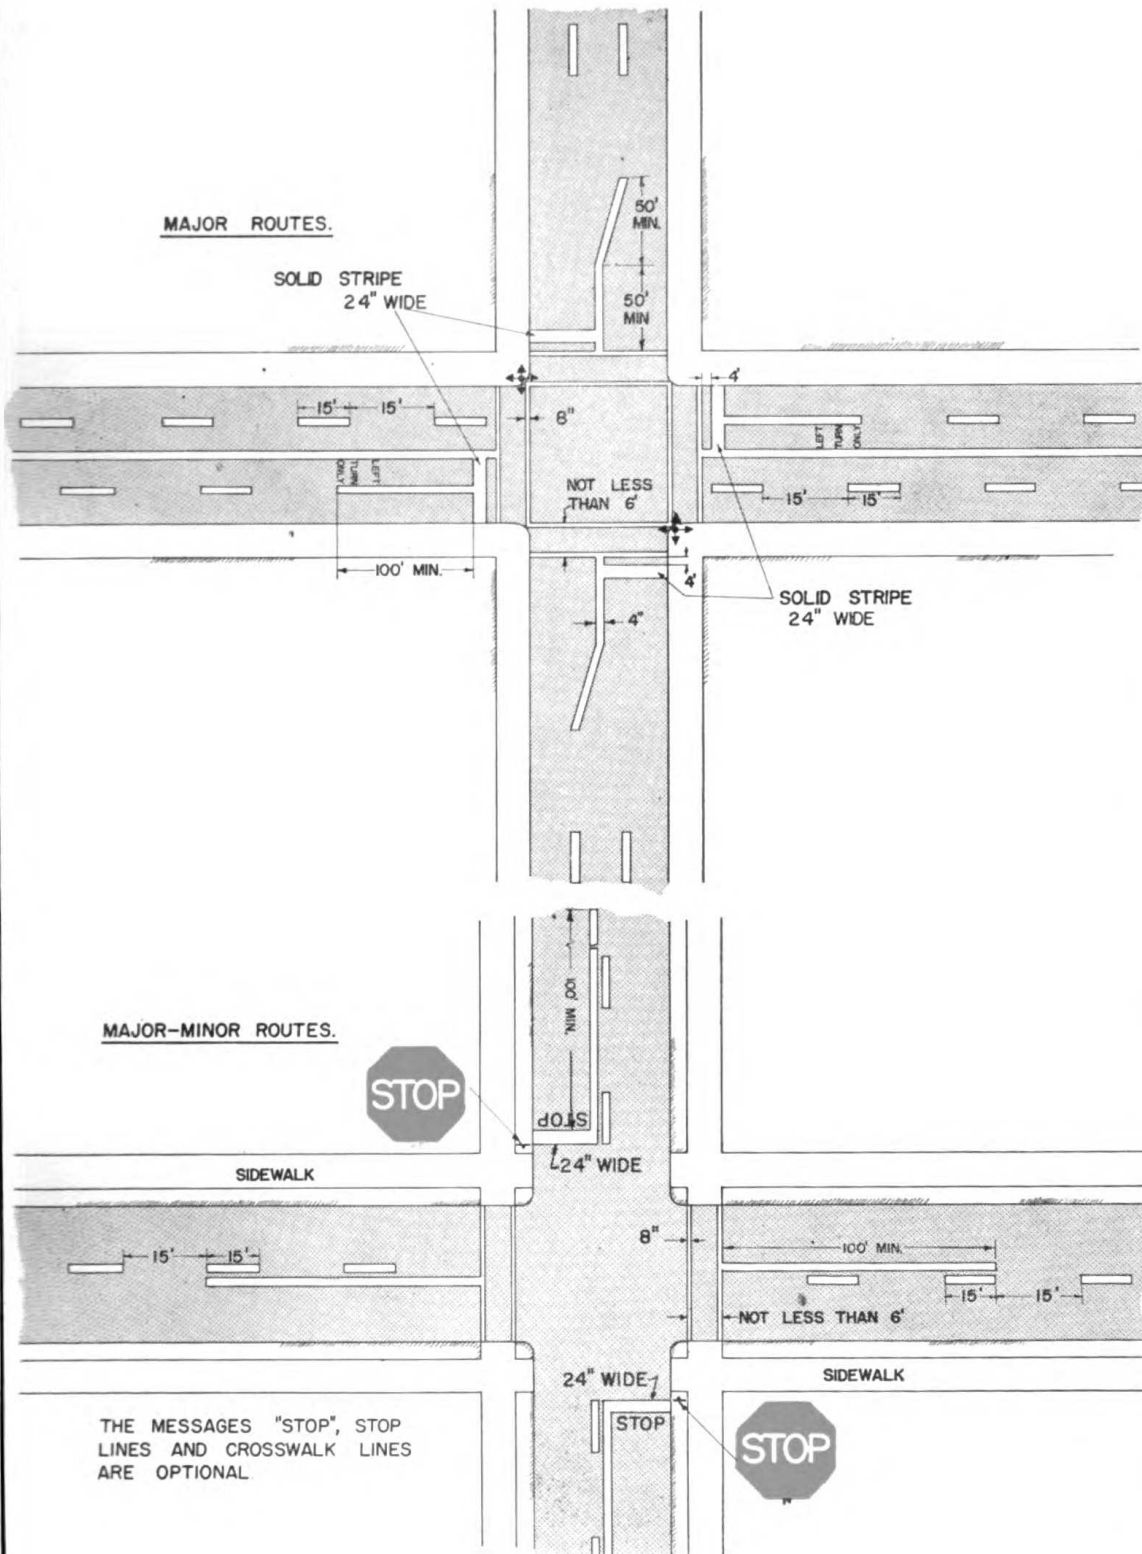 50'
MIN.
MAJOR ROUTES.
SOLID STRIPE
24" WIDE
50'
MIN
4'
15'
15'
8"
LEFT
TURN
ONLY
LEFT
TURN
ONLY
NOT LESS
THAN 6'
15'
15'
100' MIN.
4'
SOLID STRIPE
24" WIDE
4"
100' MIN.
MAJOR-MINOR ROUTES.
STOP
STOP
24" WIDE
SIDEWALK
8"
15'
15'
100' MIN.
15'
15'
NOT LESS THAN 6'
24" WIDE
SIDEWALK
STOP
STOP
THE MESSAGES "STOP", STOP
LINES AND CROSSWALK LINES
ARE OPTIONAL